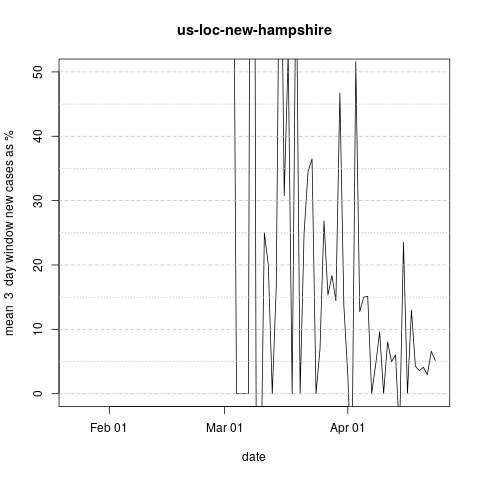 us-loc-new-hampshire
mean 3 day window new cases as %
50
40
30
20
10
0
Feb 01
Mar 01
Apr 01
date